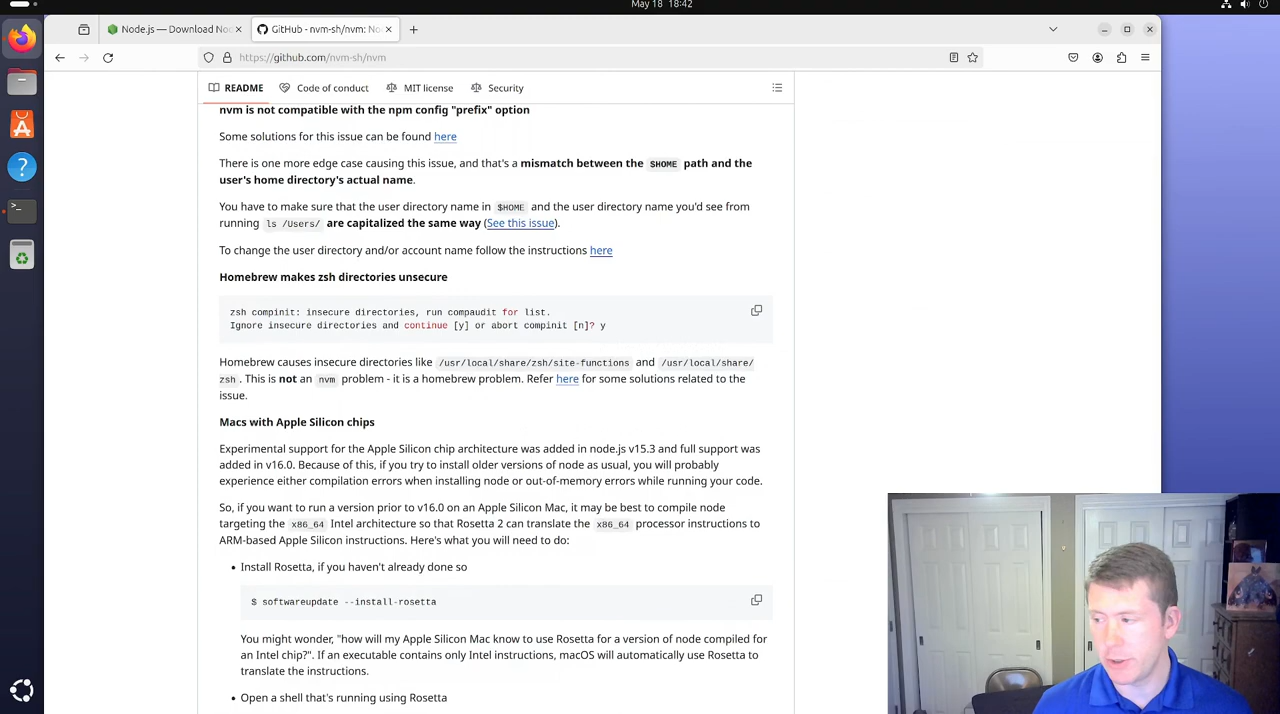 May 18 18:42
Node.js — Download No
GitHub - nvm-sh/nvm: No
https://github.com/nvm-sh/nvm
README
Code of conduct
MIT license
Security
nvm is not compatible with the npm config "prefix" option
Some solutions for this issue can be found here
There is one more edge case causing this issue, and that's a mismatch between the $HOME path and the
user's home directory's actual name.
You have to make sure that the user directory name in $HOME and the user directory name you'd see from
running ls /Users/ are capitalized the same way (See this issue).
To change the user directory and/or account name follow the instructions here
Homebrew makes zsh directories unsecure
zsh compinit: insecure directories, run compaudit for list.
Ignore insecure directories and continue [y] or abort compinit [n]? y
Homebrew causes insecure directories like /usr/local/share/zsh/site-functions and /usr/local/share/
zsh. This is not an nvm problem - it is a homebrew problem. Refer here for some solutions related to the
issue.
Macs with Apple Silicon chips
Experimental support for the Apple Silicon chip architecture was added in node.js v15.3 and full support was
added in v16.0. Because of this, if you try to install older versions of node as usual, you will probably
experience either compilation errors when installing node or out-of-memory errors while running your code.
So, if you want to run a version prior to v16.0 on an Apple Silicon Mac, it may be best to compile node
targeting the x86_64 Intel architecture so that Rosetta 2 can translate the x86_64 processor instructions to
ARM-based Apple Silicon instructions. Here's what you will need to do:
• Install Rosetta, if you haven't already done so
$ softwareupdate --install-rosetta
You might wonder, "how will my Apple Silicon Mac know to use Rosetta for a version of node compiled for
an Intel chip?". If an executable contains only Intel instructions, macOS will automatically use Rosetta to
translate the instructions.
• Open a shell that's running using Rosetta